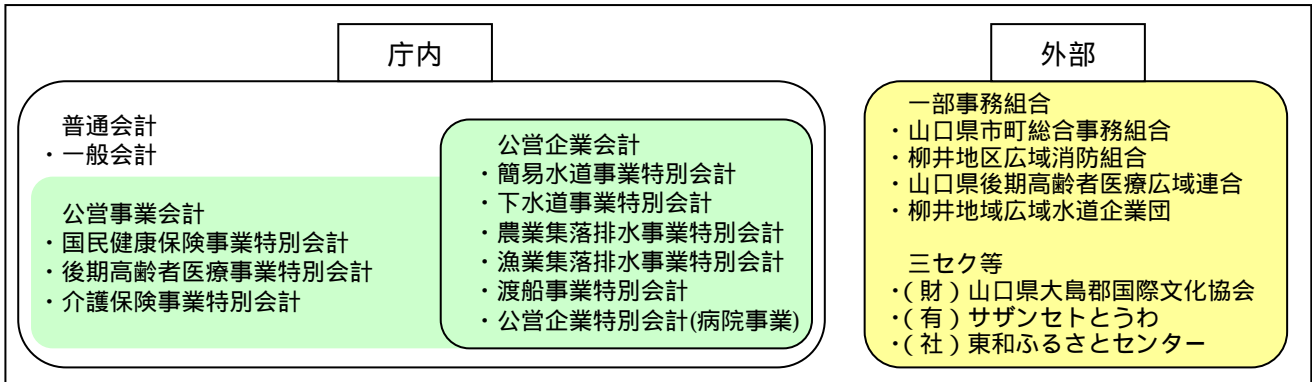 庁内
普通会計
・一般会計
公営事業会計
・国民健康保険事業特別会計
・後期高齢者医療事業特別会計
・介護保険事業特別会計
公営企業会計
・簡易水道事業特別会計
・下水道事業特別会計
・農業集落排水事業特別会計
・漁業集落排水事業特別会計
・渡船事業特別会計
・公営企業特別会計(病院事業)
外部
一部事務組合
・山口県市町総合事務組合
・柳井地区広域消防組合
・山口県後期高齢者医療広域連合
・柳井地域広域水道企業団
三セク等
・（財）山口県大島郡国際文化協会
・（有）サザンセトとうわ
・（社）東和ふるさとセンター